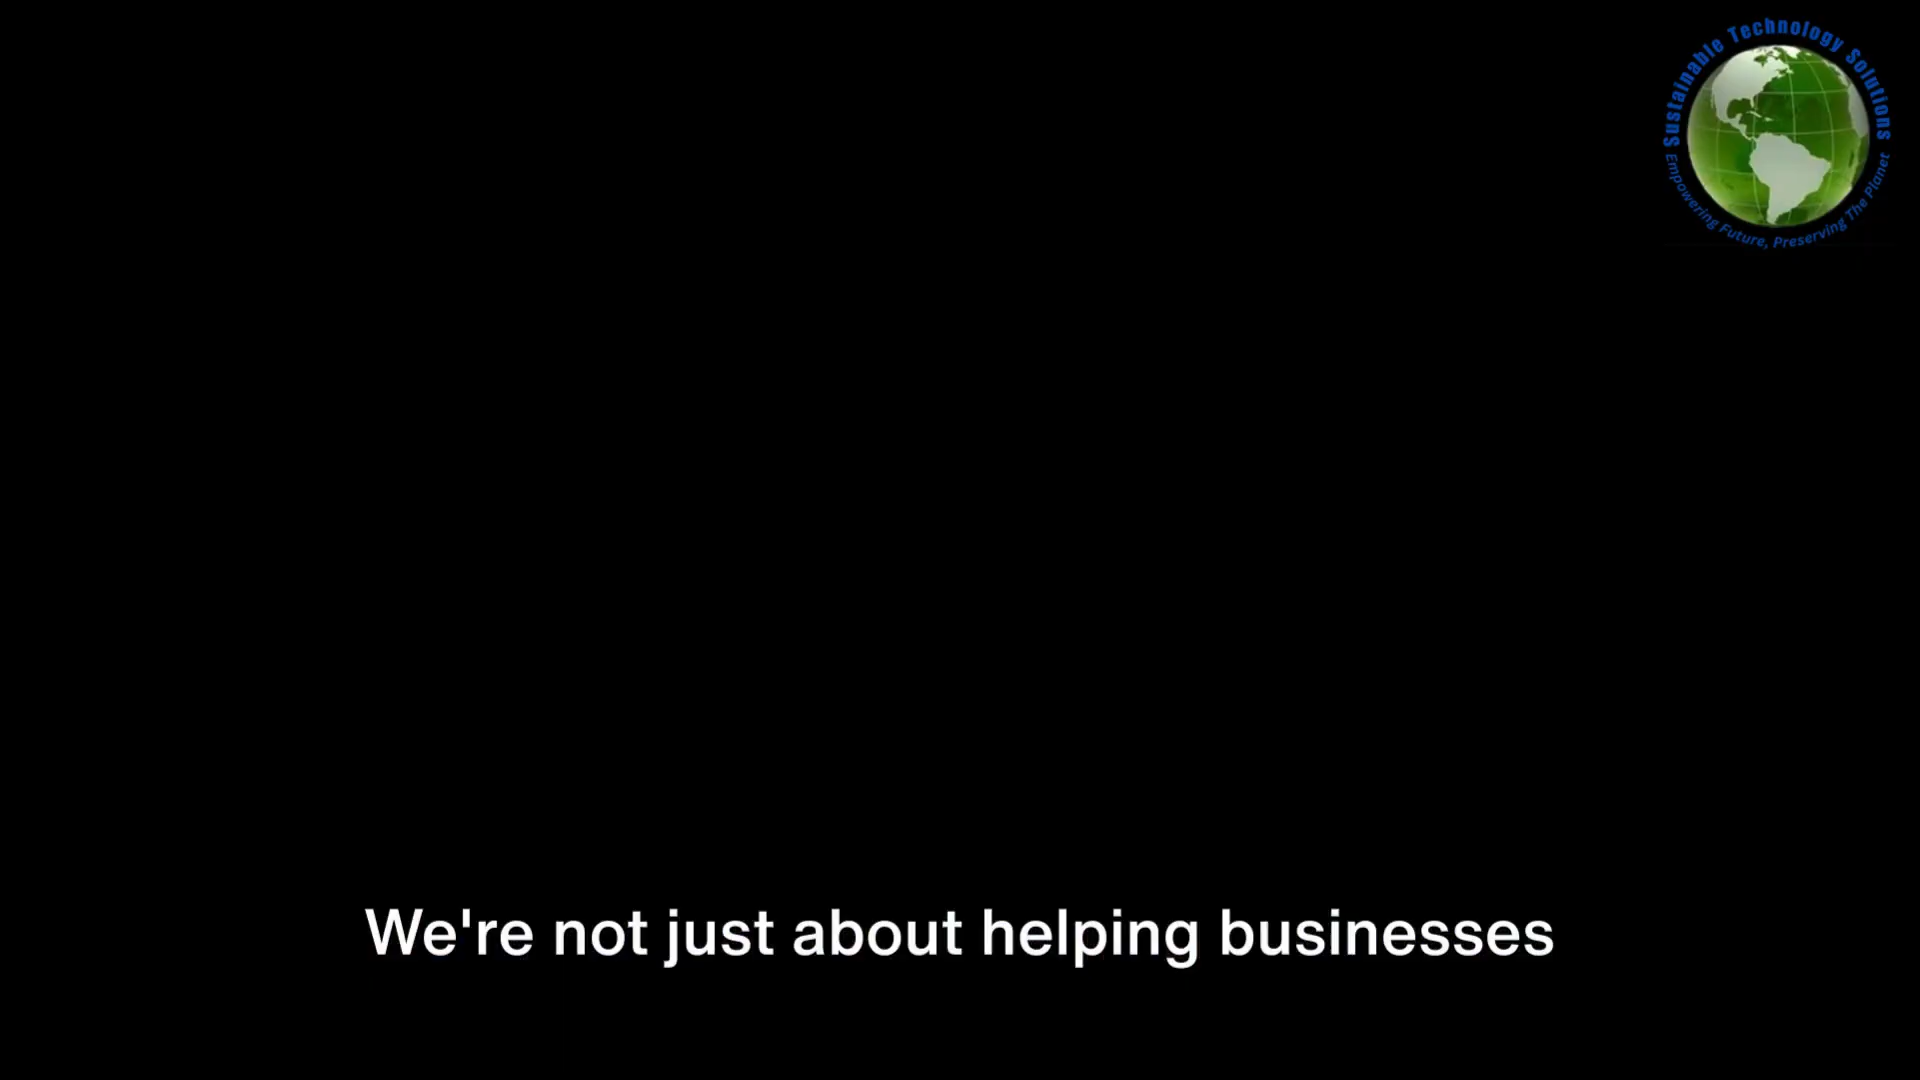 Sustainable Technology Solutions
Empowering Future, Preserving The Planet
We're not just about helping businesses